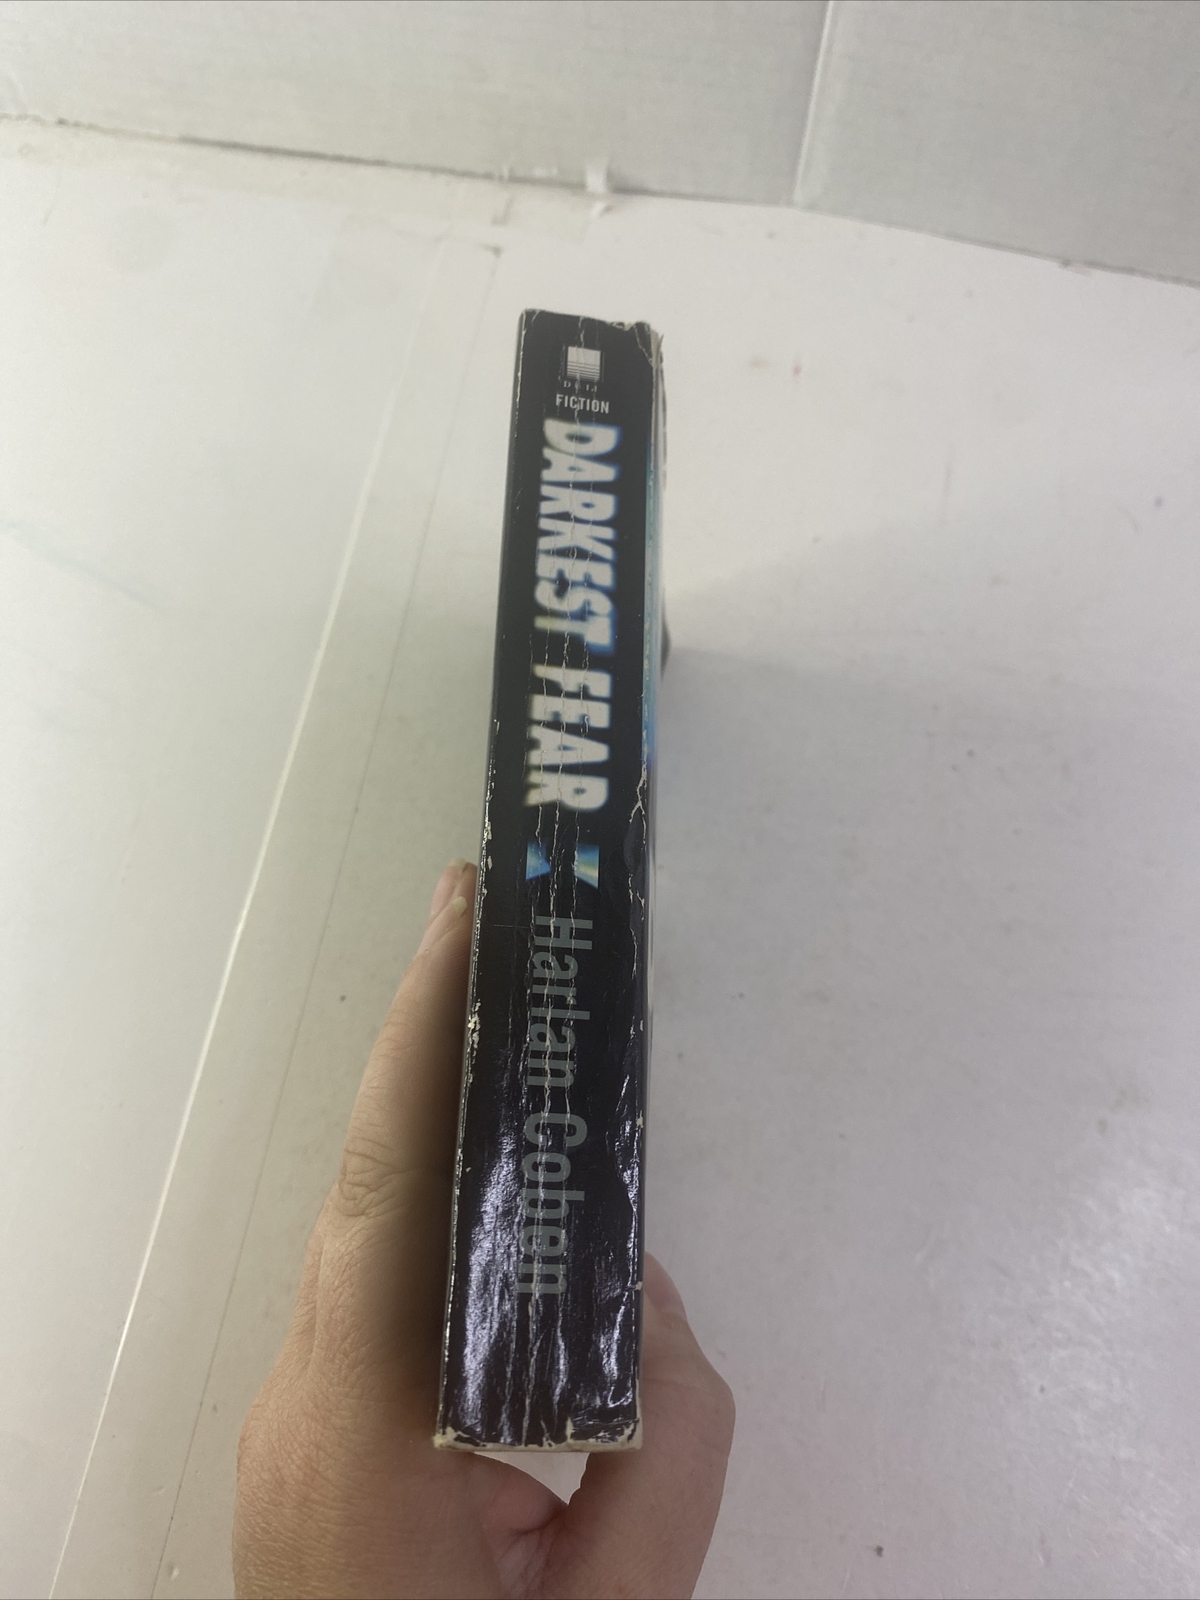 DELL
FICTION
DARKEST FEAR
Harlan Coben